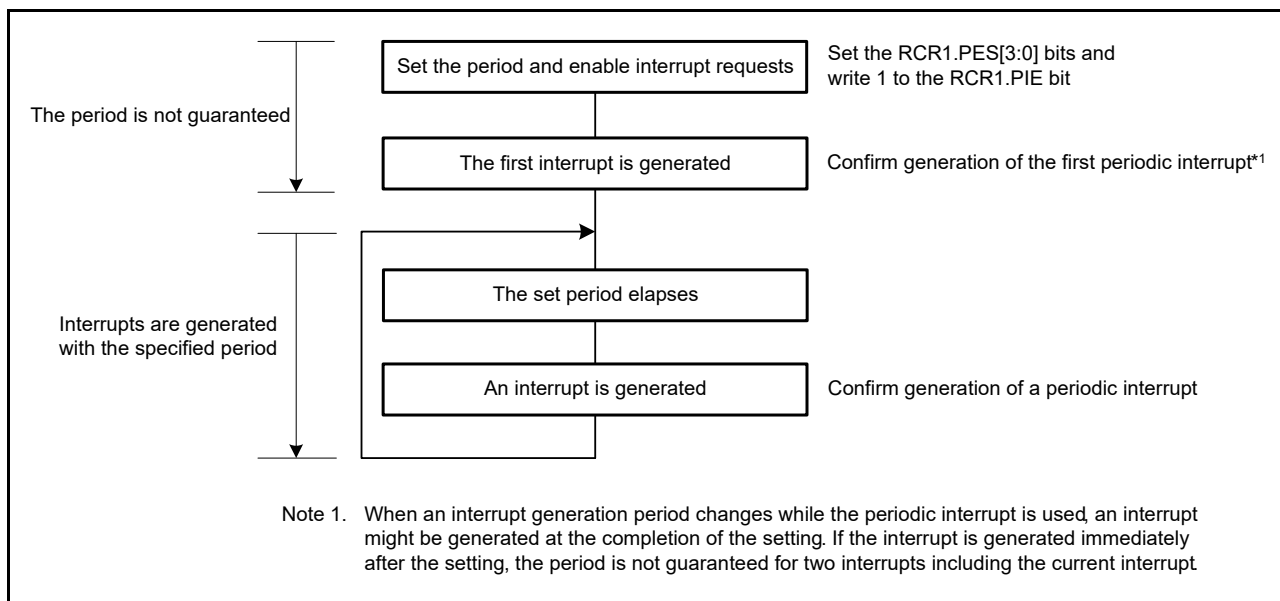 Set the period and enable interrupt requests
Set the RCR1.PES[3:0] bits and
write 1 to the RCR1.PIE bit
The period is not guaranteed
The first interrupt is generated
Confirm generation of the first periodic interrupt*1
The set period elapses
Interrupts are generated
with the specified period
An interrupt is generated
Confirm generation of a periodic interrupt
Note 1. When an interrupt generation period changes while the periodic interrupt is used, an interrupt
might be generated at the completion of the setting. If the interrupt is generated immediately
after the setting, the period is not guaranteed for two interrupts including the current interrupt.